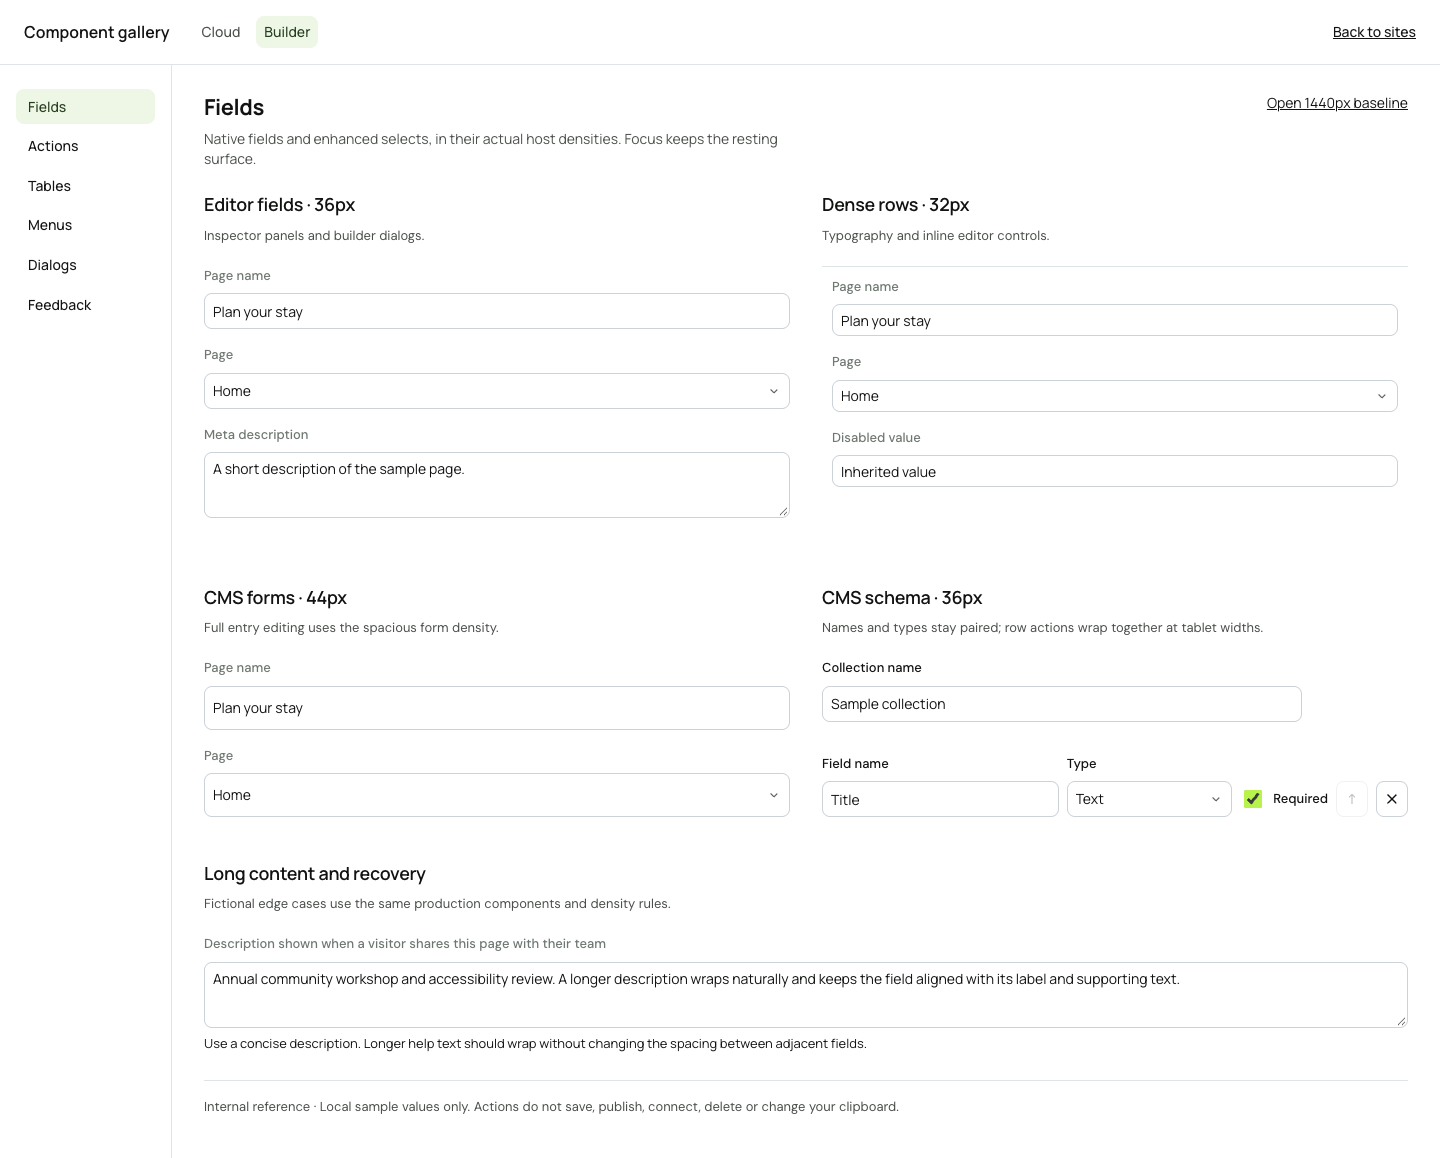 Component gallery
Cloud
Builder
Back to sites
Fields
Actions
Tables
Menus
Dialogs
Feedback
Fields
Open 1440px baseline
Native fields and enhanced selects, in their actual host densities. Focus keeps the resting
surface.
Editor fields · 36px
Inspector panels and builder dialogs.
Page name
Plan your stay
Page
Home
Meta description
A short description of the sample page.
Dense rows · 32px
Typography and inline editor controls.
Page name
Plan your stay
Page
Home
Disabled value
Inherited value
CMS forms · 44px
Full entry editing uses the spacious form density.
Page name
Plan your stay
Page
Home
CMS schema · 36px
Names and types stay paired; row actions wrap together at tablet widths.
Collection name
Sample collection
Field name
Type
Title
Text
Required
Long content and recovery
Fictional edge cases use the same production components and density rules.
Description shown when a visitor shares this page with their team
Annual community workshop and accessibility review. A longer description wraps naturally and keeps the field aligned with its label and supporting text.
Use a concise description. Longer help text should wrap without changing the spacing between adjacent fields.
Internal reference · Local sample values only. Actions do not save, publish, connect, delete or change your clipboard.